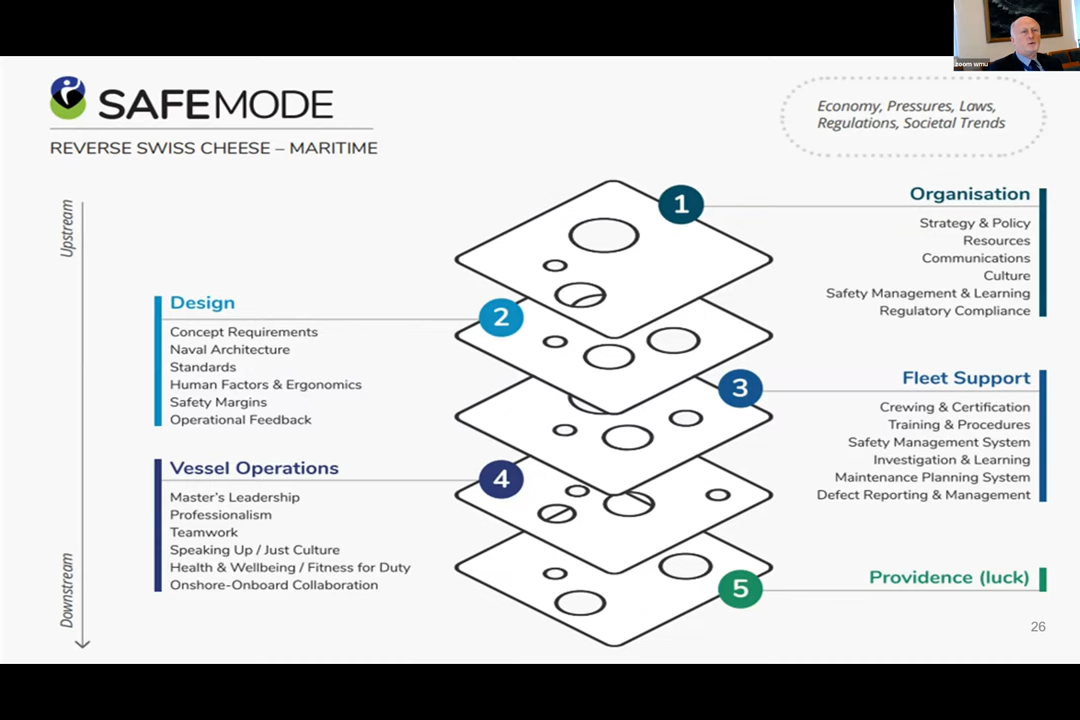 zoom wmu
SAFEMODE
REVERSE SWISS CHEESE – MARITIME
Economy, Pressures, Laws,
Regulations, Societal Trends
Upstream
Downstream
1
Organisation
Strategy & Policy
Resources
Communications
Culture
Safety Management & Learning
Regulatory Compliance
Design
2
Concept Requirements
Naval Architecture
Standards
Human Factors & Ergonomics
Safety Margins
Operational Feedback
3
Fleet Support
Crewing & Certification
Training & Procedures
Safety Management System
Investigation & Learning
Maintenance Planning System
Defect Reporting & Management
Vessel Operations
4
Master's Leadership
Professionalism
Teamwork
Speaking Up / Just Culture
Health & Wellbeing / Fitness for Duty
Onshore-Onboard Collaboration
5
Providence (luck)
26